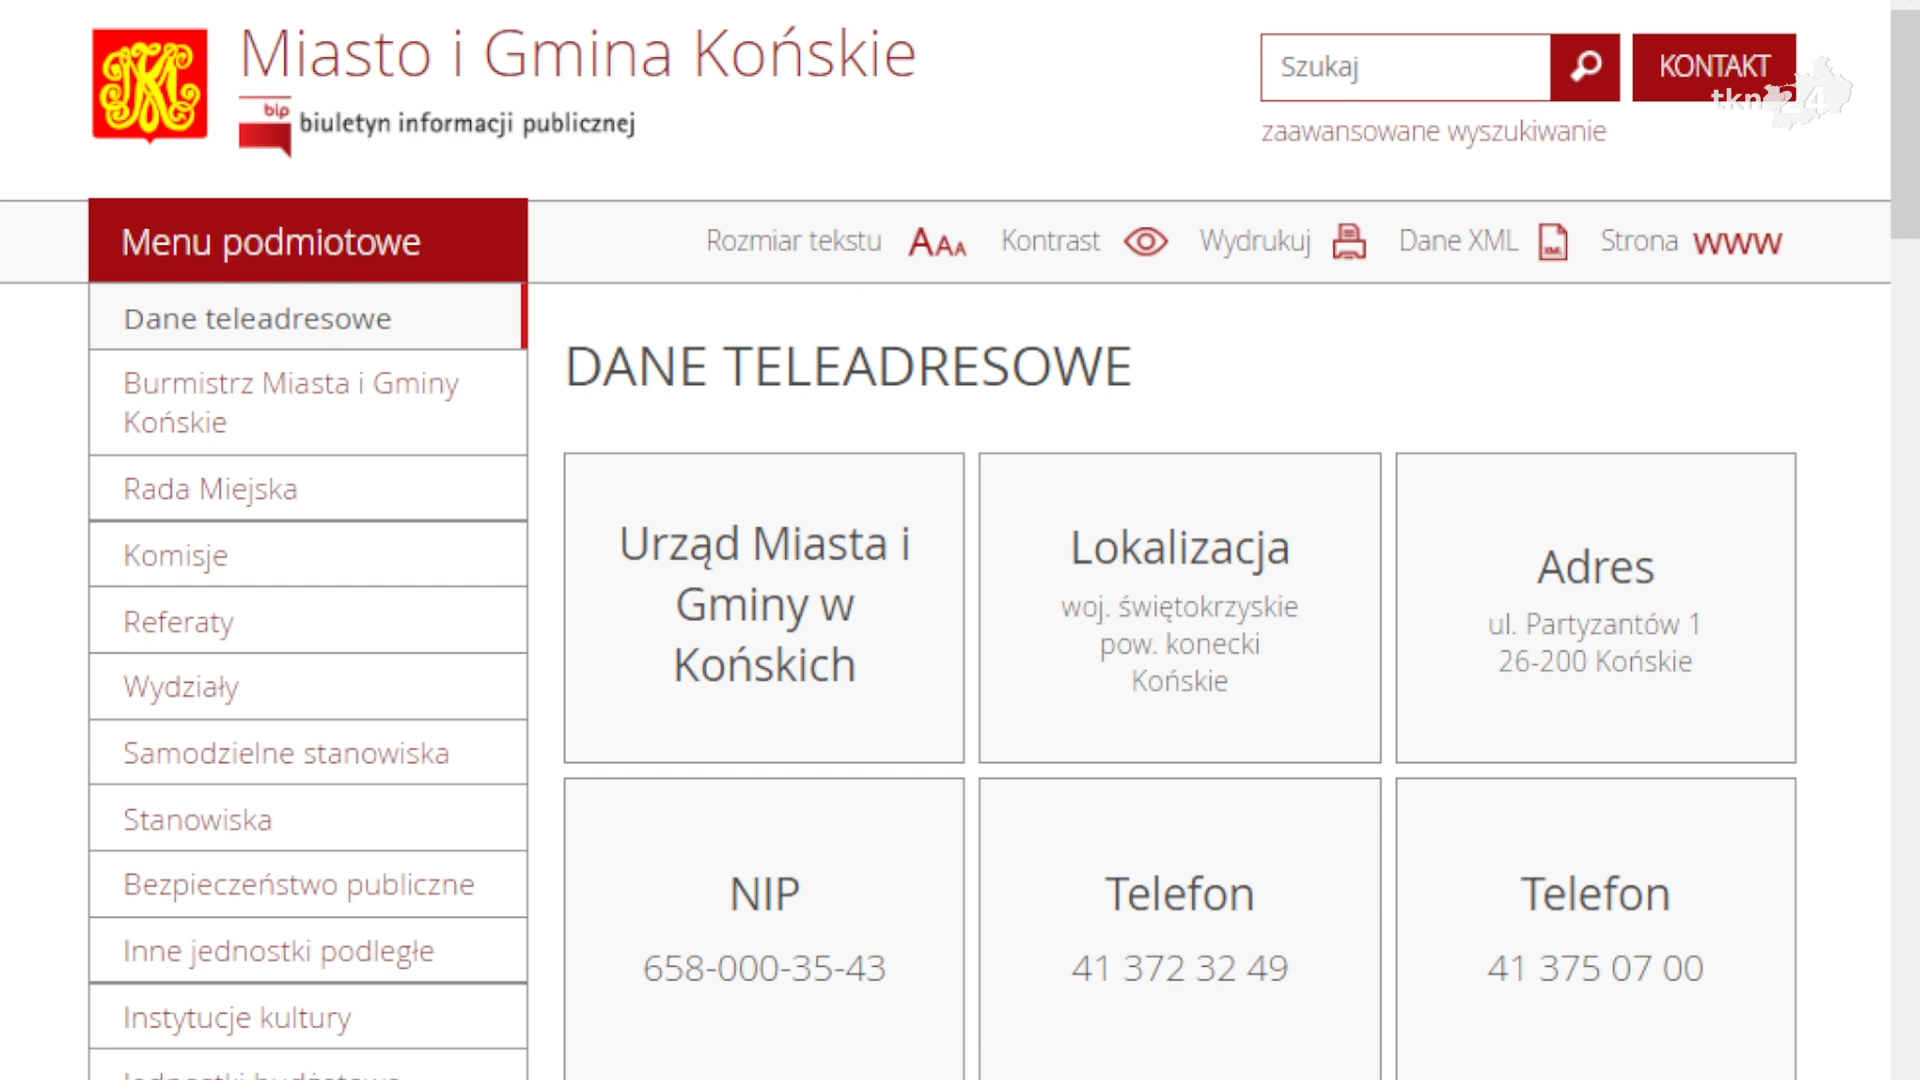 Miasto i Gmina Końskie
bip
biuletyn informacji publicznej
Szukaj
KONTAKT
tkn24
zaawansowane wyszukiwanie
Menu podmiotowe
Rozmiar tekstu AAA Kontrast Wydrukuj Dane XML XML Strona WWW
Dane teleadresowe
Burmistrz Miasta i Gminy
Końskie
Rada Miejska
Komisje
Referaty
Wydziały
Samodzielne stanowiska
Stanowiska
Bezpieczeństwo publiczne
Inne jednostki podległe
Instytucje kultury
DANE TELEADRESOWE
Urząd Miasta i
Gminy w
Końskich
Lokalizacja
woj. świętokrzyskie
pow. konecki
Końskie
Adres
ul. Partyzantów 1
26-200 Końskie
NIP
658-000-35-43
Telefon
41 372 32 49
Telefon
41 375 07 00